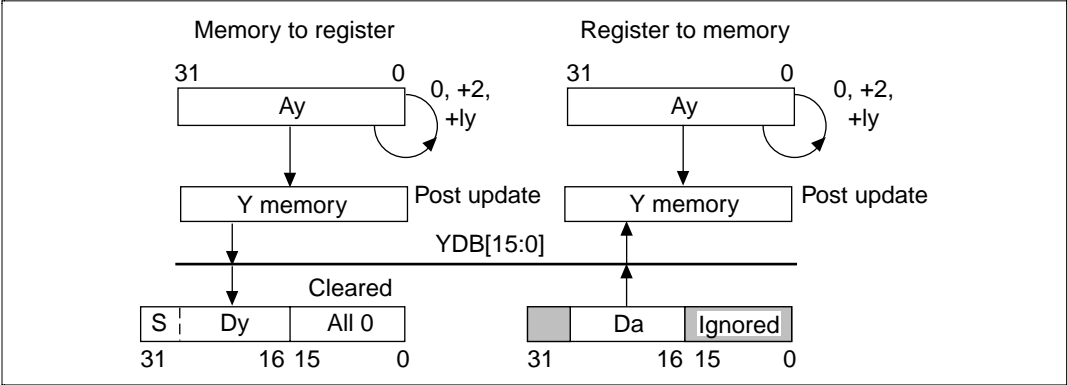 Memory to register
Register to memory
31 0
31 0
0, +2,
+Iy
0, +2,
+Iy
Ay
Ay
Y memory
Post update
Y memory
Post update
YDB[15:0]
Cleared
S Dy All 0
Da Ignored
31 16 15 0
31 16 15 0